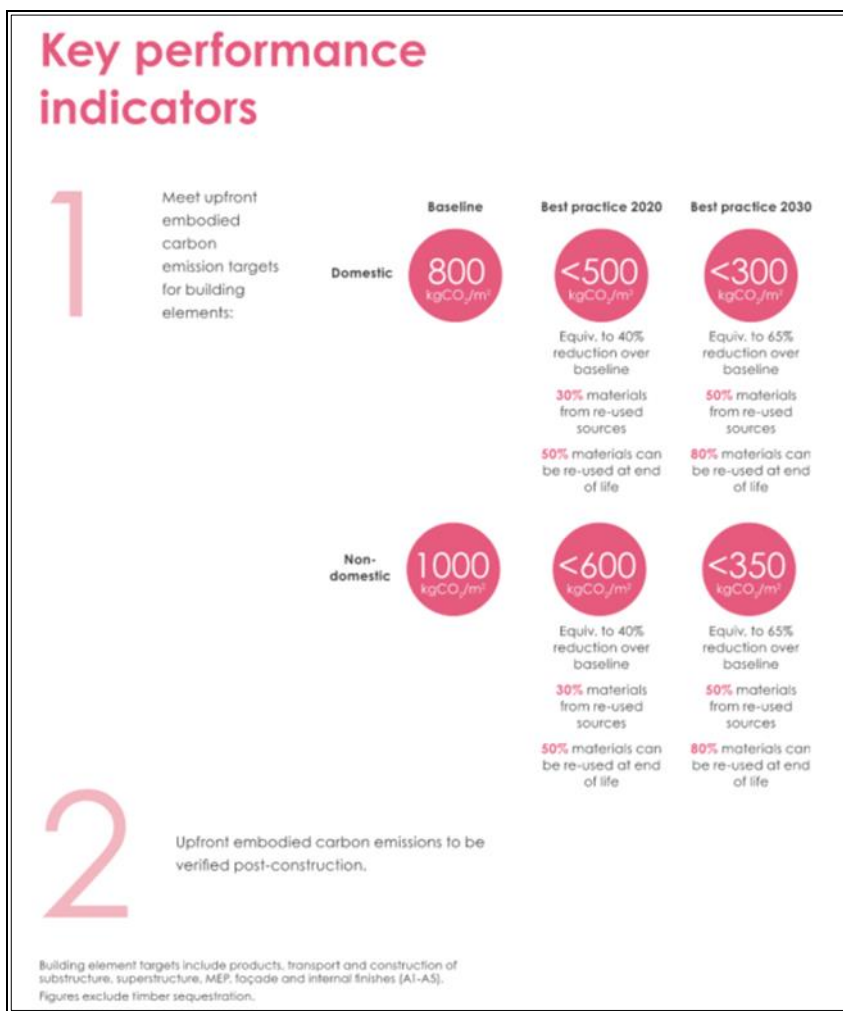 Key performance
indicators
1
Meet upfront
embodied
carbon
emission targets
for building
elements:
Baseline
Best practice 2020
Best practice 2030
Domestic
800
kgCO₂/m²
<500
kgCO₂/m²
<300
kgCO₂/m²
Equiv. to 40%
reduction over
baseline
30% materials
from re-used
sources
50% materials can
be re-used at end
of life
Equiv. to 65%
reduction over
baseline
50% materials
from re-used
sources
80% materials can
be re-used at end
of life
Non-
domestic
1000
kgCO₂/m²
<600
kgCO₂/m²
<350
kgCO₂/m²
Equiv. to 40%
reduction over
baseline
30% materials
from re-used
sources
50% materials can
be re-used at end
of life
Equiv. to 65%
reduction over
baseline
50% materials
from re-used
sources
80% materials can
be re-used at end
of life
2
Upfront embodied carbon emissions to be
verified post-construction.
Building element targets include products, transport and construction of
substructure, superstructure, MEP, façade and internal finishes (A1-A5).
Figures exclude timber sequestration.